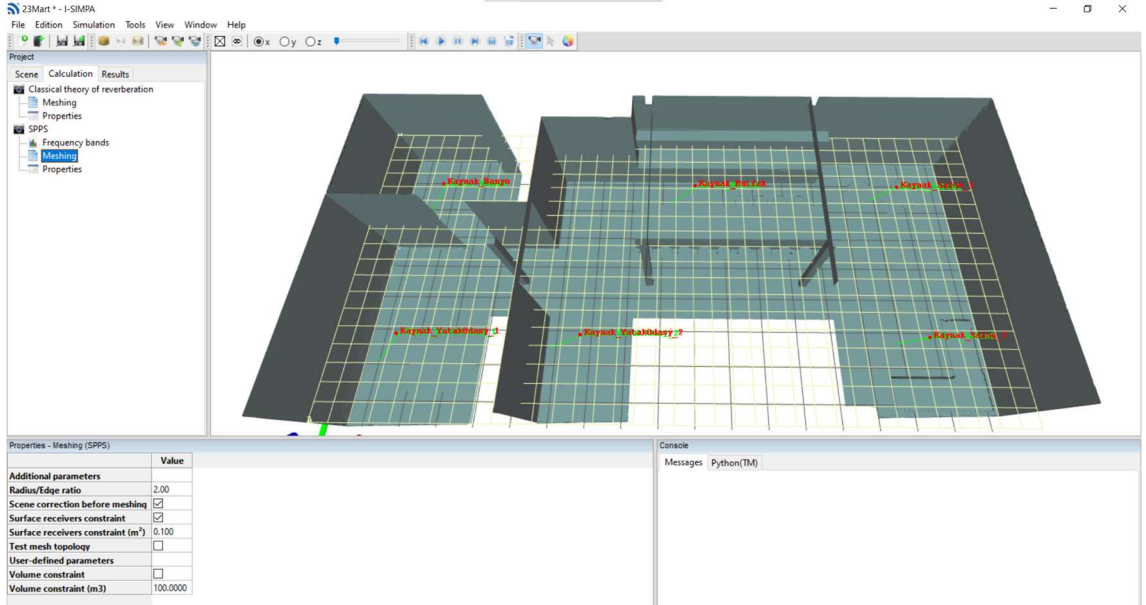 23Mart * - I-SIMPA
File Edition Simulation Tools View Window Help
x y z
Project
Scene Calculation Results
Classical theory of reverberation
Meshing
Properties
SPPS
Frequency bands
Meshing
Properties
Kaynak_Banyo
Kaynak_YatakOdasý_1
Kaynak_YatakOdasý_2
Properties - Meshing (SPPS)
Value
Additional parameters
Radius/Edge ratio 2.00
Scene correction before meshing
Surface receivers constraint
Surface receivers constraint (m²) 0.100
Test mesh topology
User-defined parameters
Volume constraint
Volume constraint (m3) 100.0000
Console
Messages Python(TM)